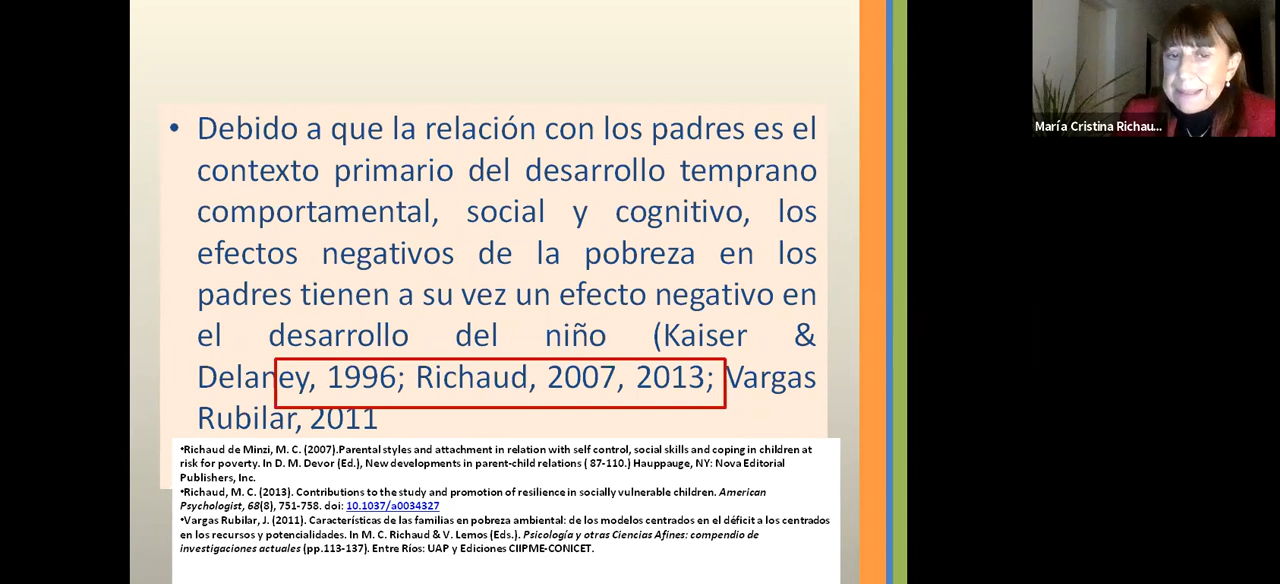 • Debido a que la relación con los padres es el
contexto primario del desarrollo temprano
comportamental, social y cognitivo, los
efectos negativos de la pobreza en los
padres tienen a su vez un efecto negativo en
el desarrollo del niño (Kaiser &
Delaney, 1996; Richaud, 2007, 2013; Vargas
Rubilar, 2011
•Richaud de Minzi, M. C. (2007).Parental styles and attachment in relation with self control, social skills and coping in children at
risk for poverty. In D. M. Devor (Ed.), New developments in parent-child relations ( 87-110.) Hauppauge, NY: Nova Editorial
Publishers, Inc.
•Richaud, M. C. (2013). Contributions to the study and promotion of resilience in socially vulnerable children. American
Psychologist, 68(8), 751-758. doi: 10.1037/a0034327
•Vargas Rubilar, J. (2011). Características de las familias en pobreza ambiental: de los modelos centrados en el déficit a los centrados
en los recursos y potencialidades. In M. C. Richaud & V. Lemos (Eds.). Psicología y otras Ciencias Afines: compendio de
investigaciones actuales (pp.113-137). Entre Ríos: UAP y Ediciones CIIPME-CONICET.
María Cristina Richau...